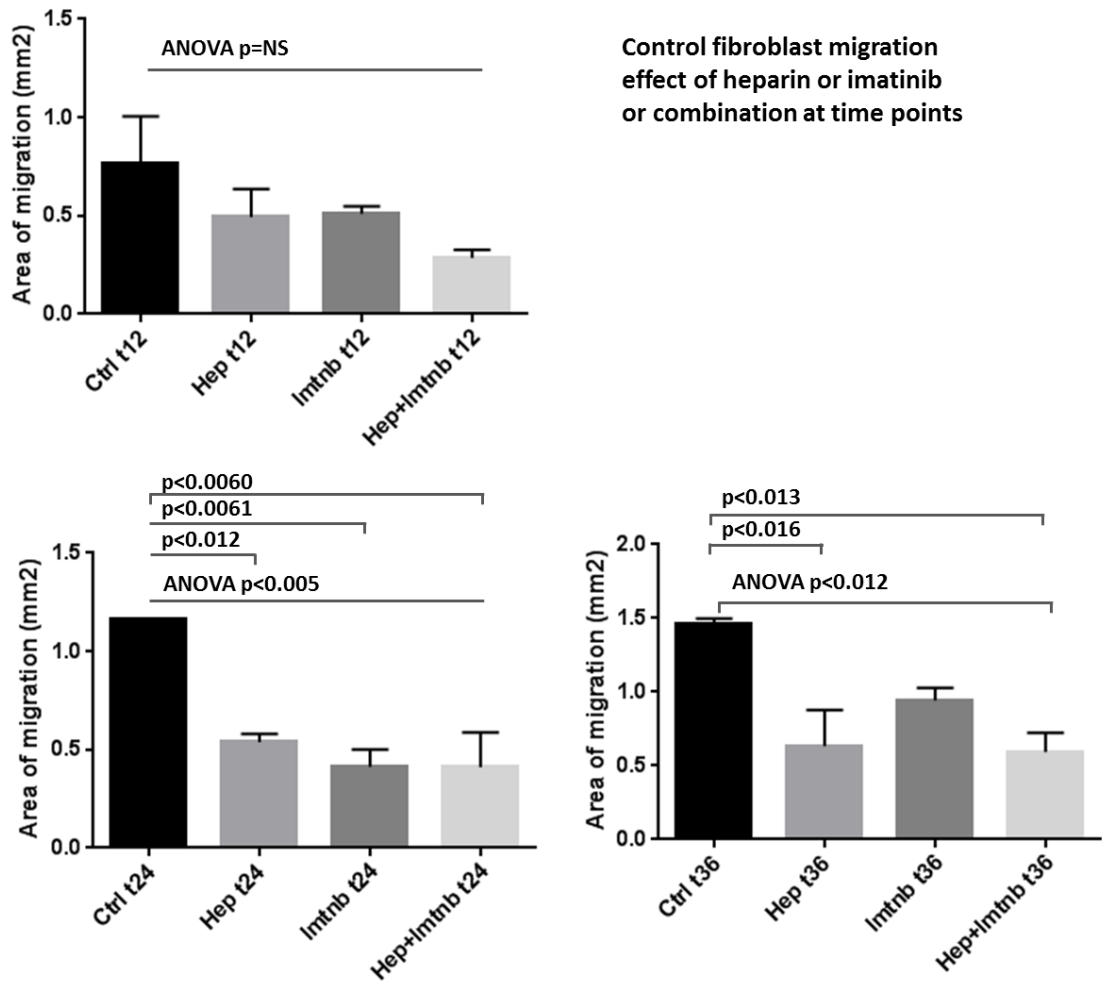 Control fibroblast migration
effect of heparin or imatinib
or combination at time points
Area of migration (mm2)
1.5
1.0
0.5
0.0
ANOVA p=NS
Ctrl t12
Hep t12
Imtnb t12
Hep+Imtnb t12
p<0.0060
p<0.0061
p<0.012
ANOVA p<0.005
Area of migration (mm2)
1.5
1.0
0.5
0.0
Ctrl t24
Hep t24
Imtnb t24
Hep+Imtnb t24
p<0.013
p<0.016
ANOVA p<0.012
Area of migration (mm2)
2.0
1.5
1.0
0.5
0.0
Ctrl t36
Hep t36
Imtnb t36
Hep+Imtnb t36